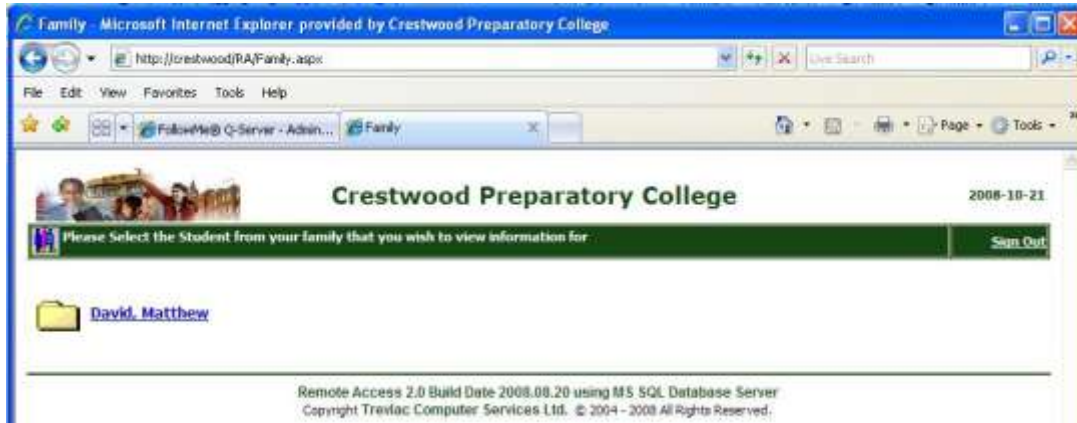 Family - Microsoft Internet Explorer provided by Crestwood Preparatory College
http://crestwood/RA/Family.aspx
Live Search
File Edit View Favorites Tools Help
FollowMe® Q-Server - Admin... Family
Page Tools
Crestwood Preparatory College
2008-10-21
Please Select the Student from your family that you wish to view information for
Sign Out
David, Matthew
Remote Access 2.0 Build Date 2008.08.20 using MS SQL Database Server
Copyright Trevlac Computer Services Ltd. © 2004 - 2008 All Rights Reserved.